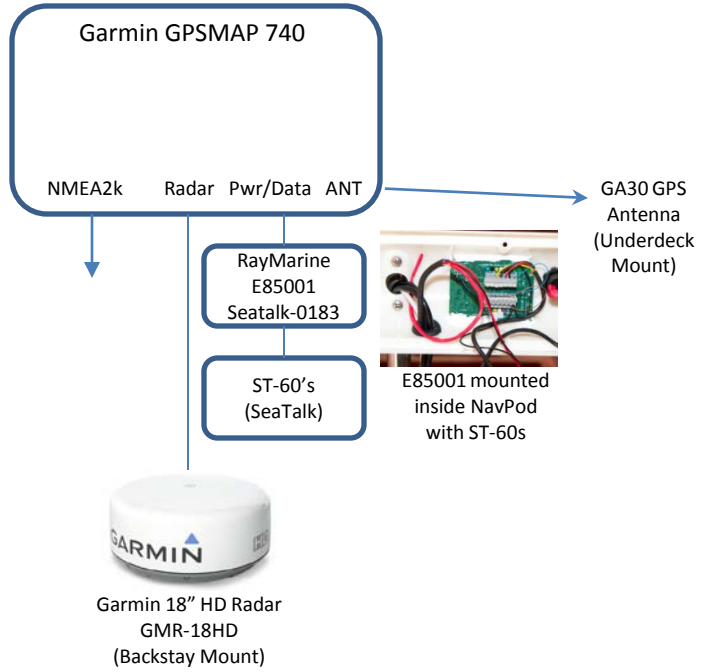 Garmin GPSMAP 740
NMEA2k Radar Pwr/Data ANT
GA30 GPS
Antenna
(Underdeck
Mount)
RayMarine
E85001
Seatalk-0183
ST-60’s
(SeaTalk)
E85001 mounted
inside NavPod
with ST-60s
GARMIN HD
Garmin 18” HD Radar
GMR-18HD
(Backstay Mount)